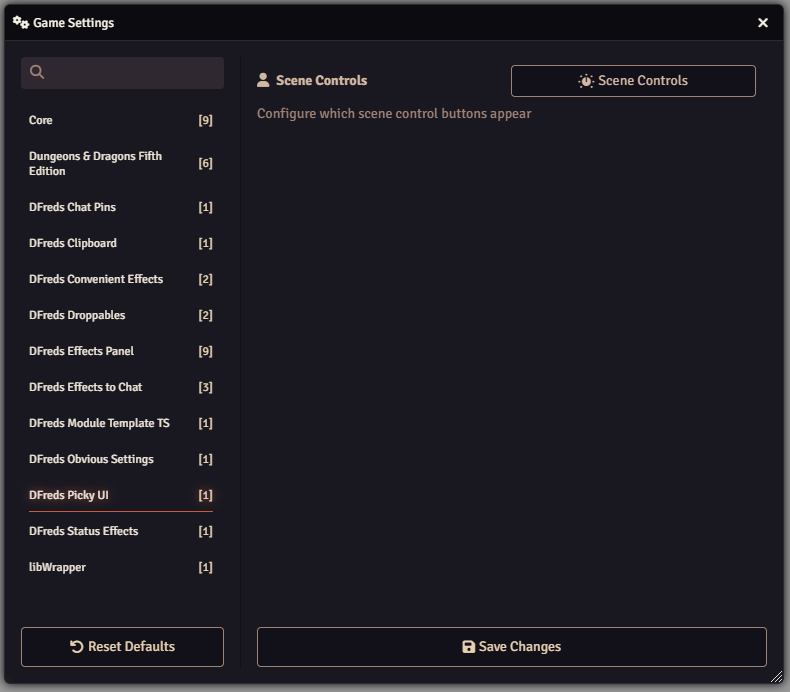 Game Settings
Core [9]
Dungeons & Dragons Fifth
Edition [6]
DFreds Chat Pins [1]
DFreds Clipboard [1]
DFreds Convenient Effects [2]
DFreds Droppables [2]
DFreds Effects Panel [9]
DFreds Effects to Chat [3]
DFreds Module Template TS [1]
DFreds Obvious Settings [1]
DFreds Picky UI [1]
DFreds Status Effects [1]
libWrapper [1]
Reset Defaults
Scene Controls
Scene Controls
Configure which scene control buttons appear
Save Changes